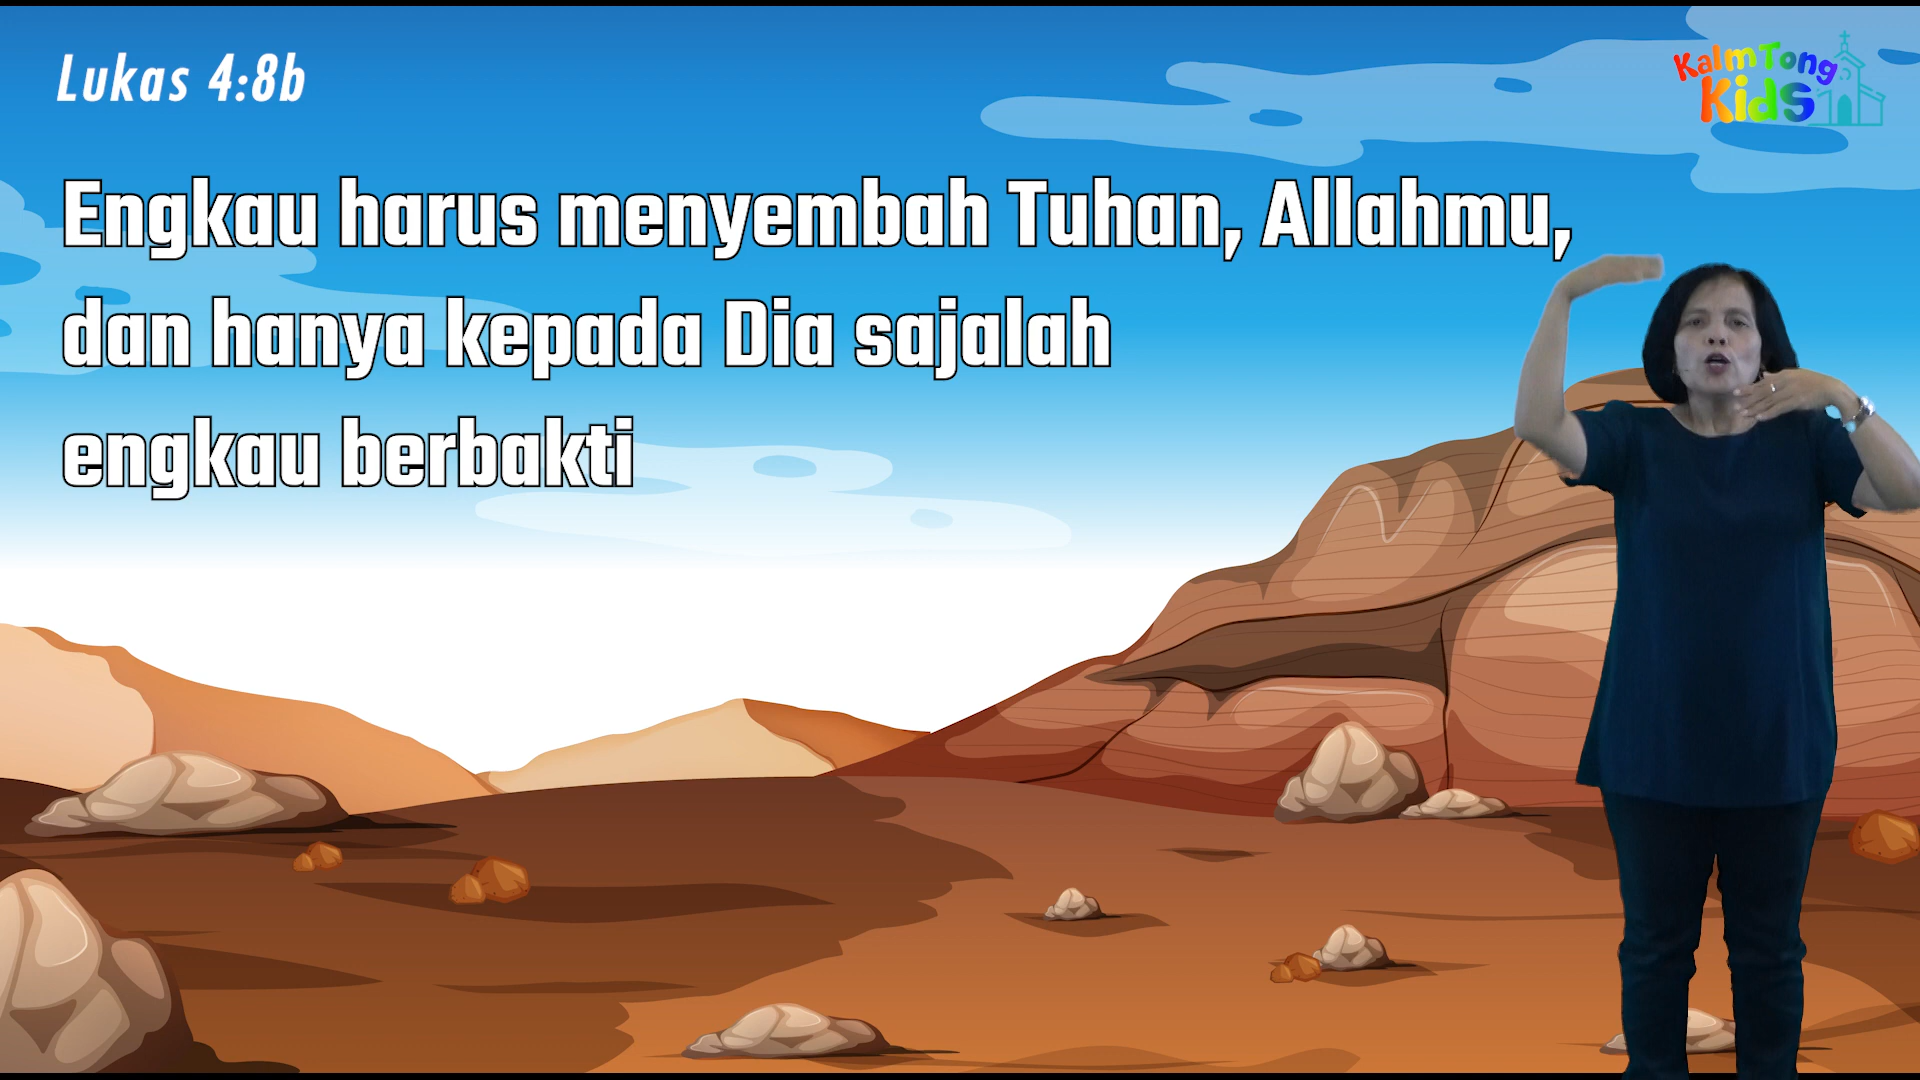 Lukas 4:8b
KalmTong
Kids
Engkau harus menyembah Tuhan, Allahmu,
dan hanya kepada Dia sajalah
engkau berbakti